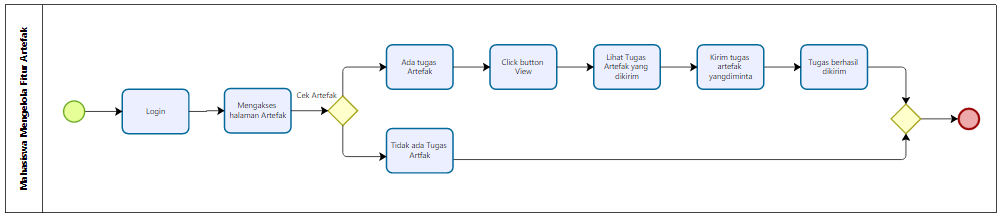 Mahasiswa Mengelola Fitur Artefak
Login
Mengakses
halaman Artefak
Cek Artefak
Ada tugas
Artefak
Click button
View
Lihat Tugas
Artefak yang
dikirim
Kirim tugas
artefak
yangdiminta
Tugas berhasil
dikirim
Tidak ada Tugas
Artfak